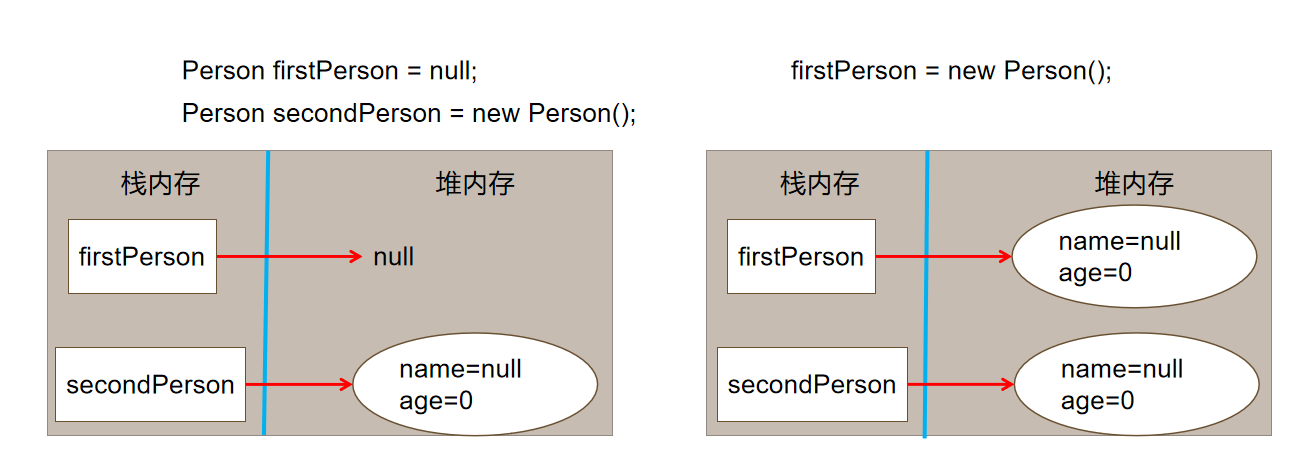 Person firstPerson = null;
Person secondPerson = new Person();
栈内存 堆内存
firstPerson null
secondPerson
name=null
age=0
firstPerson = new Person();
栈内存 堆内存
firstPerson
name=null
age=0
secondPerson
name=null
age=0